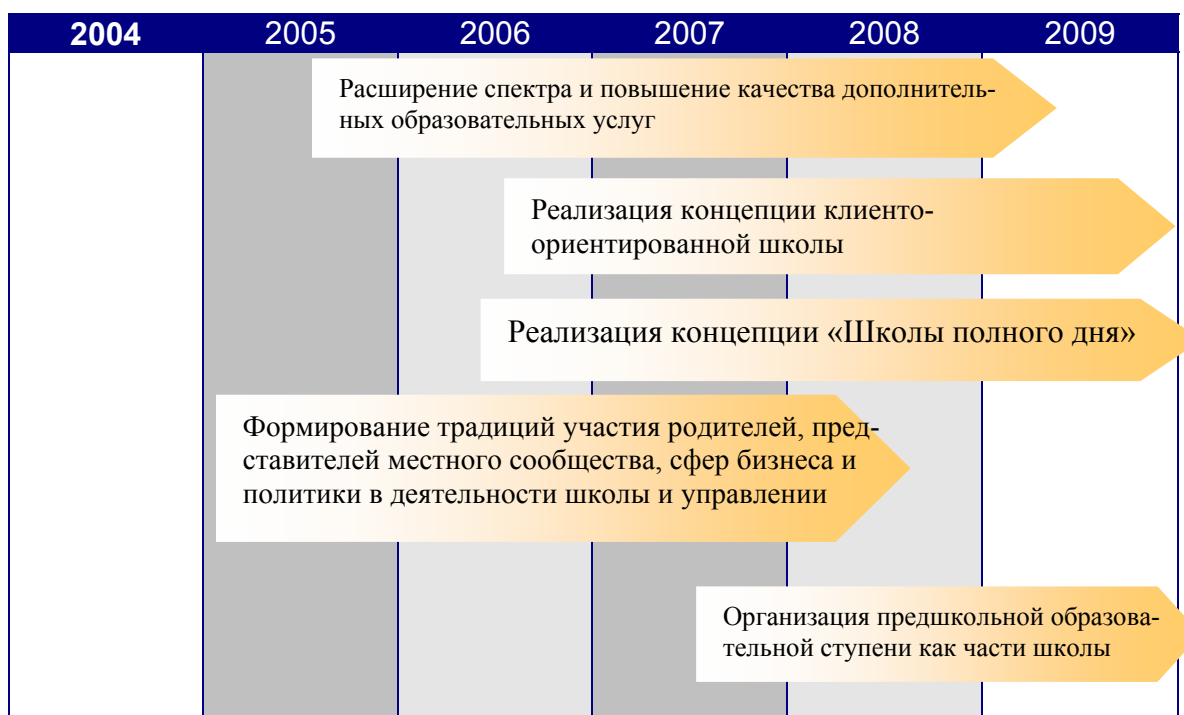 2004 2005 2006 2007 2008 2009
Расширение спектра и повышение качества дополнитель-
ных образовательных услуг
Реализация концепции клиенто-
ориентированной школы
Реализация концепции «Школы полного дня»
Формирование традиций участия родителей, пред-
ставителей местного сообщества, сфер бизнеса и
политики в деятельности школы и управлении
Организация предшкольной образова-
тельной ступени как части школы